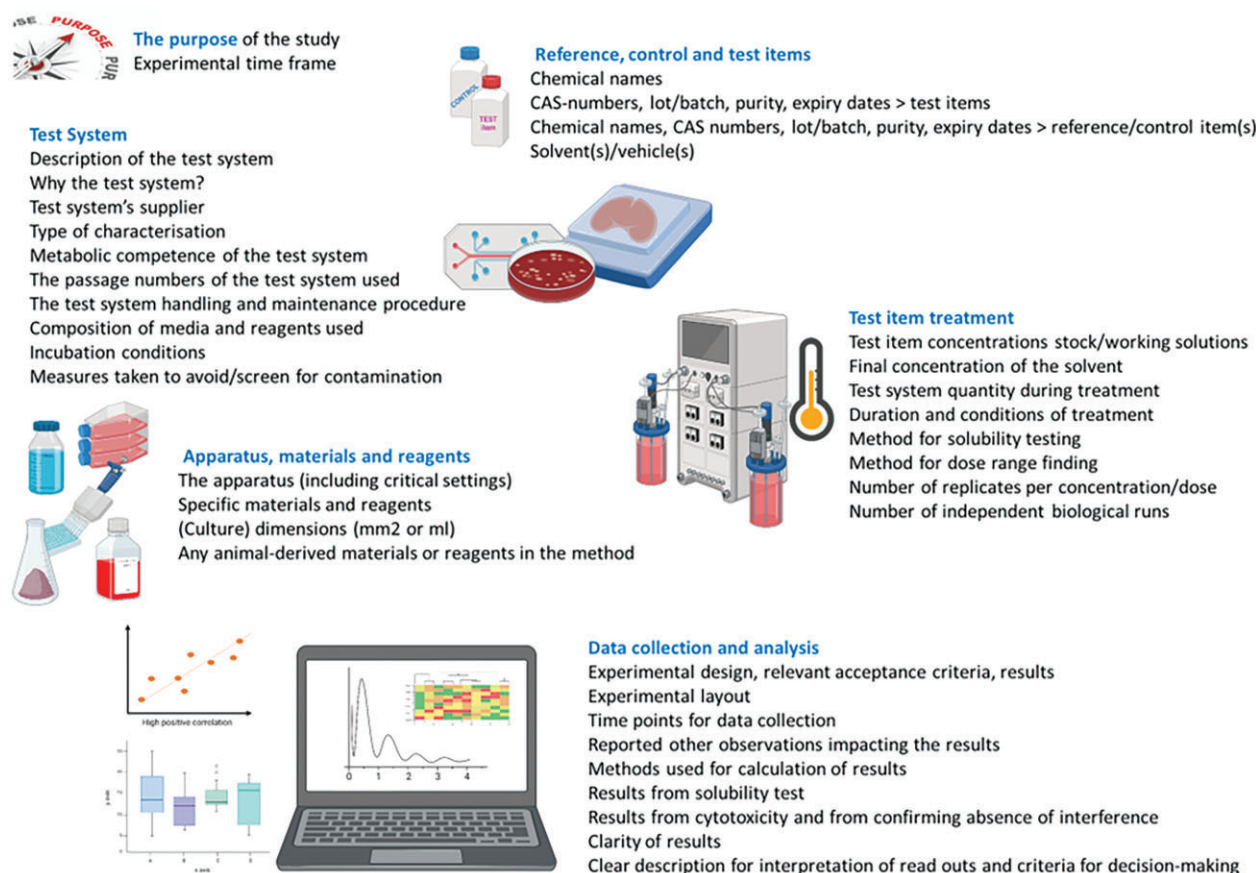 OSE PURPOSE PUR
The purpose of the study
Experimental time frame
Reference, control and test items
Chemical names
CAS-numbers, lot/batch, purity, expiry dates > test items
Chemical names, CAS numbers, lot/batch, purity, expiry dates > reference/control item(s)
Solvent(s)/vehicle(s)
CONTROL
TEST
item
Test System
Description of the test system
Why the test system?
Test system's supplier
Type of characterisation
Metabolic competence of the test system
The passage numbers of the test system used
The test system handling and maintenance procedure
Composition of media and reagents used
Incubation conditions
Measures taken to avoid/screen for contamination
Test item treatment
Test item concentrations stock/working solutions
Final concentration of the solvent
Test system quantity during treatment
Duration and conditions of treatment
Method for solubility testing
Method for dose range finding
Number of replicates per concentration/dose
Number of independent biological runs
Apparatus, materials and reagents
The apparatus (including critical settings)
Specific materials and reagents
(Culture) dimensions (mm2 or ml)
Any animal-derived materials or reagents in the method
High positive correlation
A B C
0 1 2 3 4
Data collection and analysis
Experimental design, relevant acceptance criteria, results
Experimental layout
Time points for data collection
Reported other observations impacting the results
Methods used for calculation of results
Results from solubility test
Results from cytotoxicity and from confirming absence of interference
Clarity of results
Clear description for interpretation of read outs and criteria for decision-making